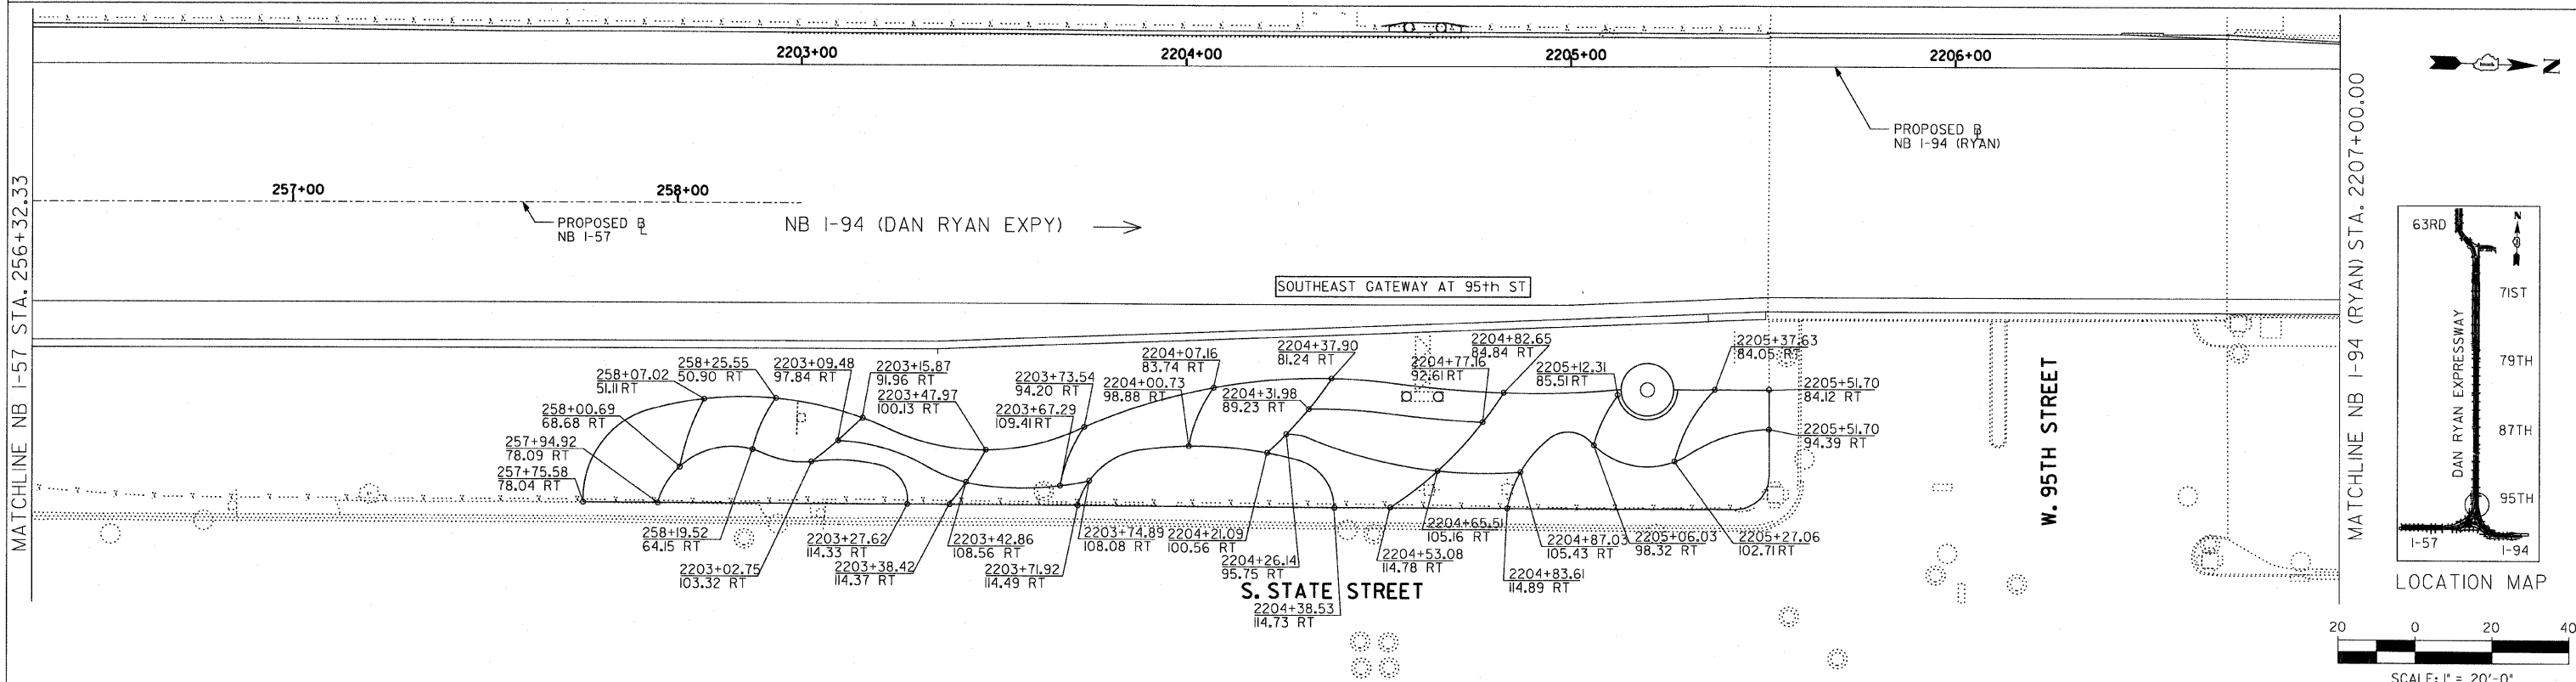 2203+00
2204+00
2205+00
2206+00
PROPOSED BL
NB I-94 (RYAN)
257+00
258+00
PROPOSED BL
NB I-57
NB I-94 (DAN RYAN EXPY)
SOUTHEAST GATEWAY AT 95th ST
MATCHLINE NB I-57 STA. 256+32.33
MATCHLINE NB I-94 (RYAN) STA. 2207+00.00
N
258+07.02
51.11 RT
258+25.55
50.90 RT
2203+09.48
97.84 RT
2203+15.87
91.96 RT
2203+47.97
100.13 RT
2203+73.54
94.20 RT
2203+67.29
109.41 RT
2204+07.16
83.74 RT
2204+00.73
98.88 RT
2204+37.90
81.24 RT
2204+31.98
89.23 RT
2204+82.65
84.84 RT
2204+77.16
92.61 RT
2205+12.31
85.51 RT
2205+37.63
84.05 RT
2205+51.70
84.12 RT
2205+51.70
94.39 RT
258+00.69
68.68 RT
257+94.92
78.09 RT
257+75.58
78.04 RT
258+19.52
64.15 RT
2203+02.75
103.32 RT
2203+27.62
114.33 RT
2203+38.42
114.37 RT
2203+42.86
108.56 RT
2203+71.92
114.49 RT
2203+74.89
108.08 RT
2204+21.09
100.56 RT
2204+26.14
95.75 RT
2204+38.53
114.73 RT
2204+53.08
114.78 RT
2204+65.51
105.16 RT
2204+83.61
114.89 RT
2204+87.03
105.43 RT
2205+06.03
98.32 RT
2205+27.06
102.71 RT
S. STATE STREET
W. 95TH STREET
N
63RD
71ST
79TH
87TH
95TH
DAN RYAN EXPRESSWAY
I-57
I-94
LOCATION MAP
20 0 20 40
SCALE: 1" = 20'-0"